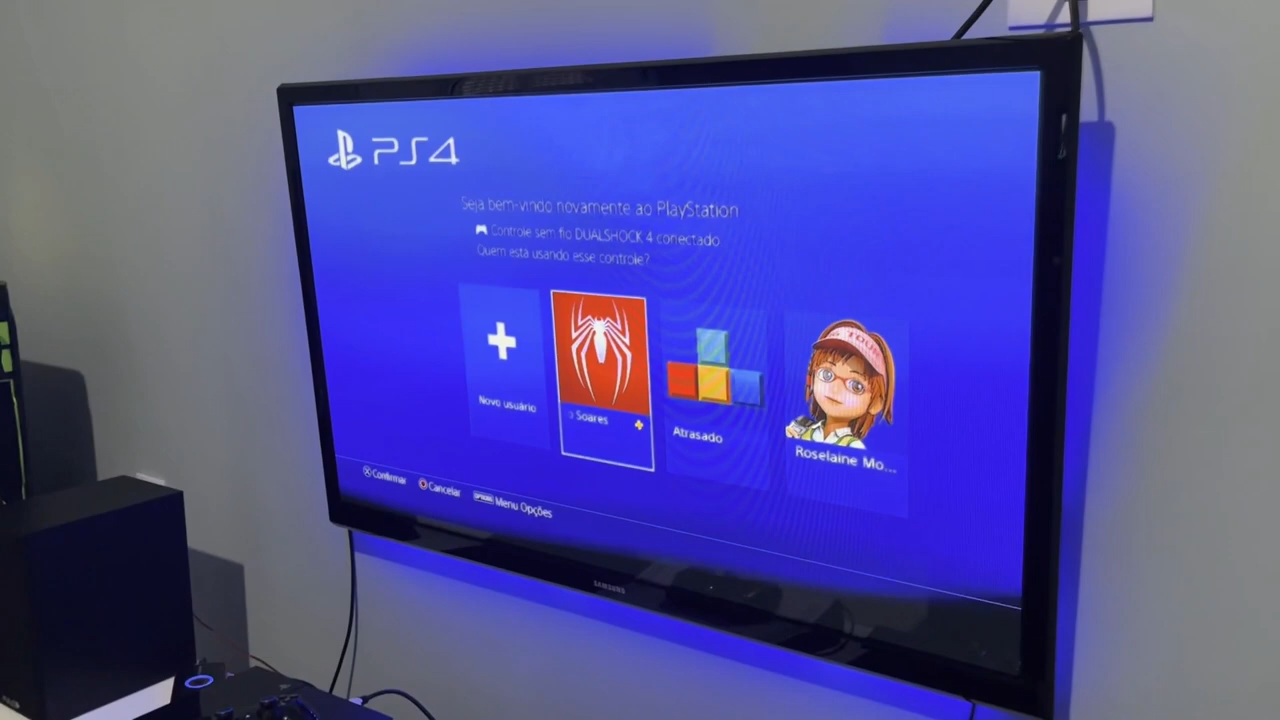 PS4
Seja bem-vindo novamente ao PlayStation
Controle sem fio DUALSHOCK 4 conectado
Quem está usando esse controle?
Novo usuário
Soares
Atrasado
Roselaine Mo...
Confirmar
Cancelar
OPTIONS Menu Opções
SAMSUNG